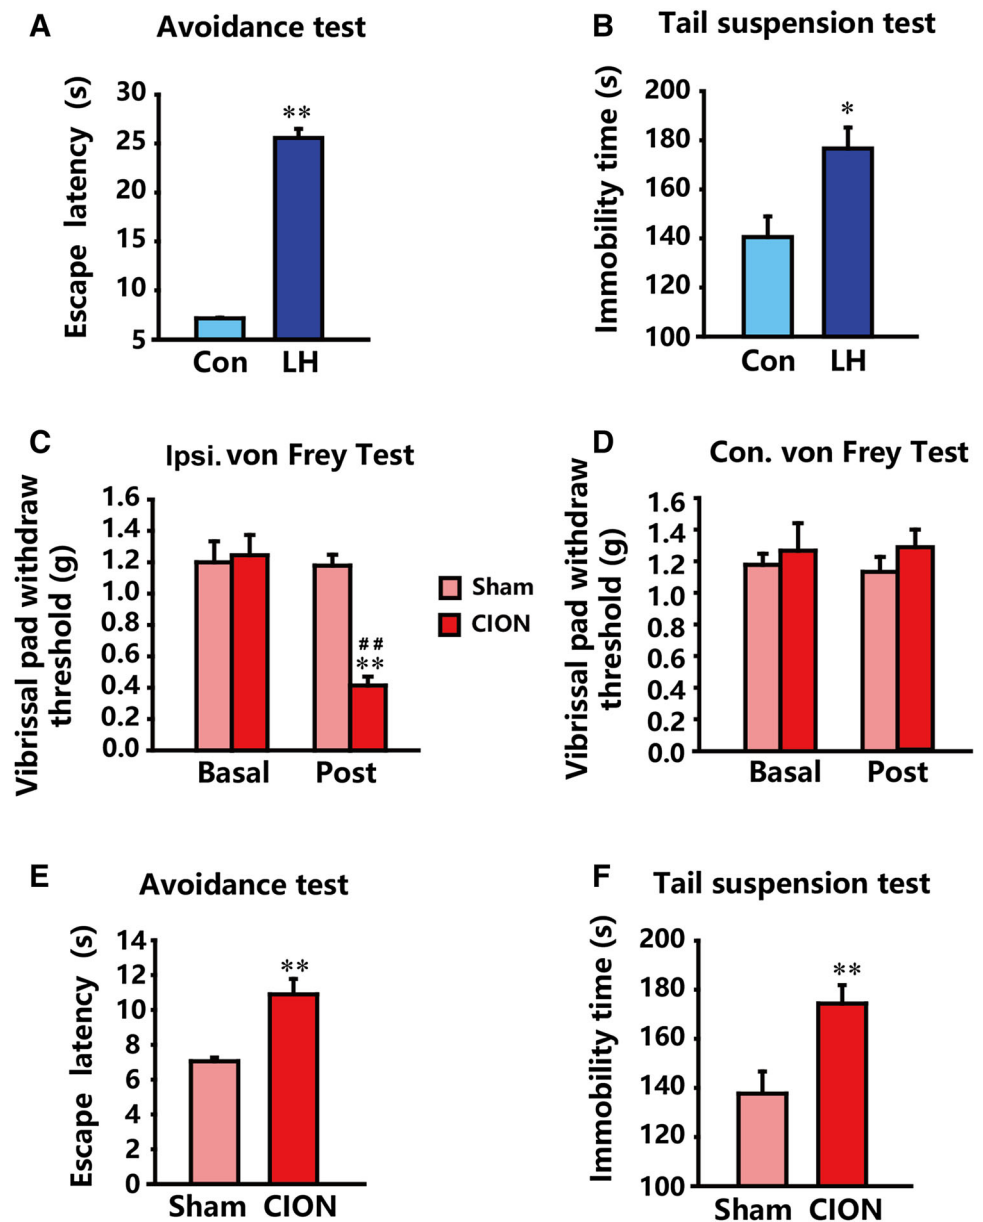 A
Avoidance test
Escape latency (s)
30
25
20
15
10
5
**
Con LH
B
Tail suspension test
Immobility time (s)
200
180
160
140
120
100
*
Con LH
C
Ipsi. von Frey Test
Vibrissal pad withdraw
threshold (g)
1.6
1.4
1.2
1.0
0.8
0.6
0.4
0.2
0.0
##
**
Basal Post
Sham
CION
D
Con. von Frey Test
Vibrissal pad withdraw
threshold (g)
1.6
1.4
1.2
1.0
0.8
0.6
0.4
0.2
0.0
Basal Post
E
Avoidance test
Escape latency (s)
14
12
10
8
6
4
2
0
**
Sham CION
F
Tail suspension test
Immobility time (s)
200
180
160
140
120
100
**
Sham CION